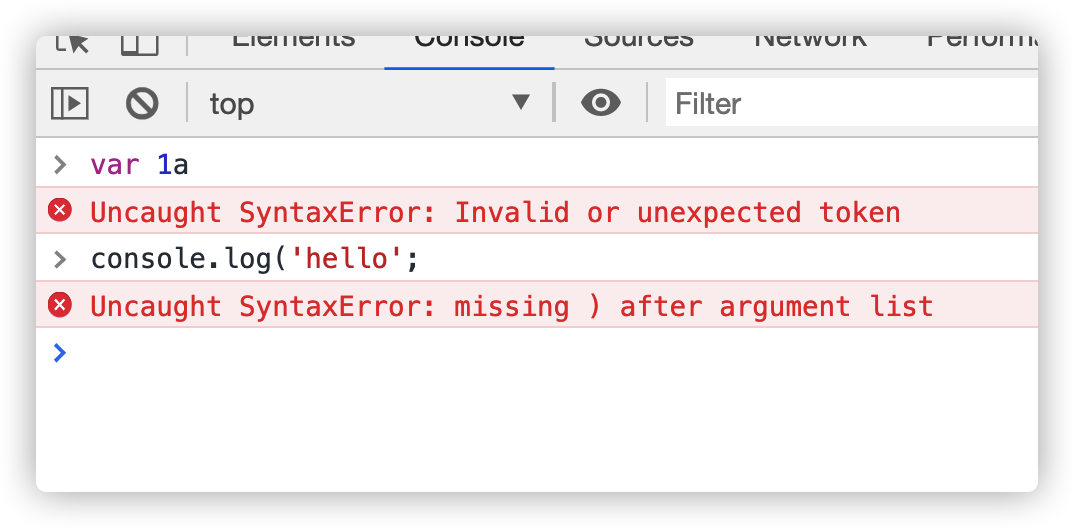 Elements Console Sources Network
top Filter
var 1a
Uncaught SyntaxError: Invalid or unexpected token
console.log('hello';
Uncaught SyntaxError: missing ) after argument list